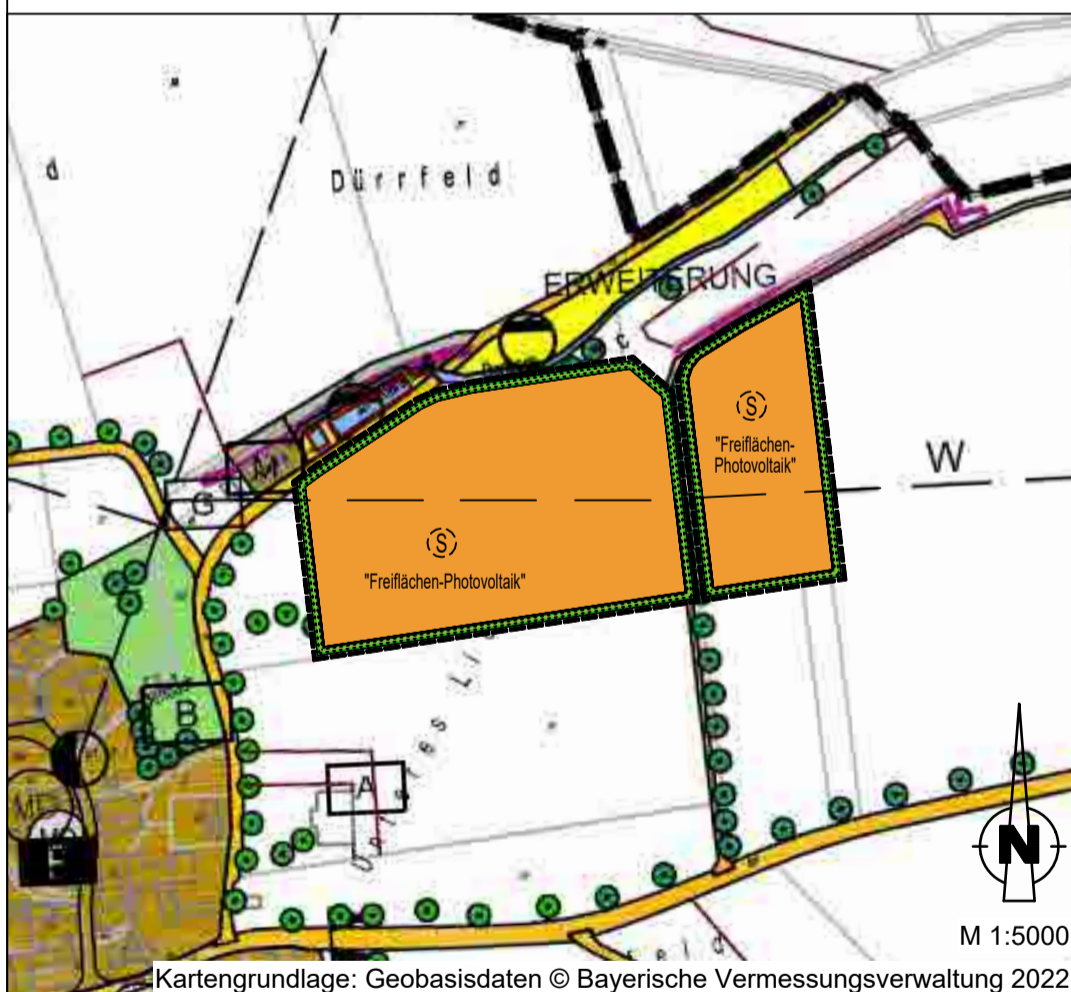 d
Dürrfeld
ERWEITERUNG
S
"Freiflächen-
Photovoltaik"
W
G
S
"Freiflächen-Photovoltaik"
B
A
N
M 1:5000
Kartengrundlage: Geobasisdaten © Bayerische Vermessungsverwaltung 2022